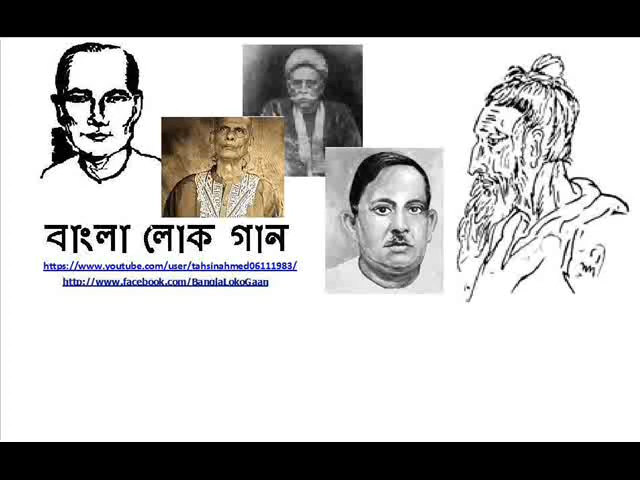 বাংলা লোক গান
https://www.youtube.com/user/tahsinahmed06111983/
http://www.facebook.com/BanglaLokoGaan